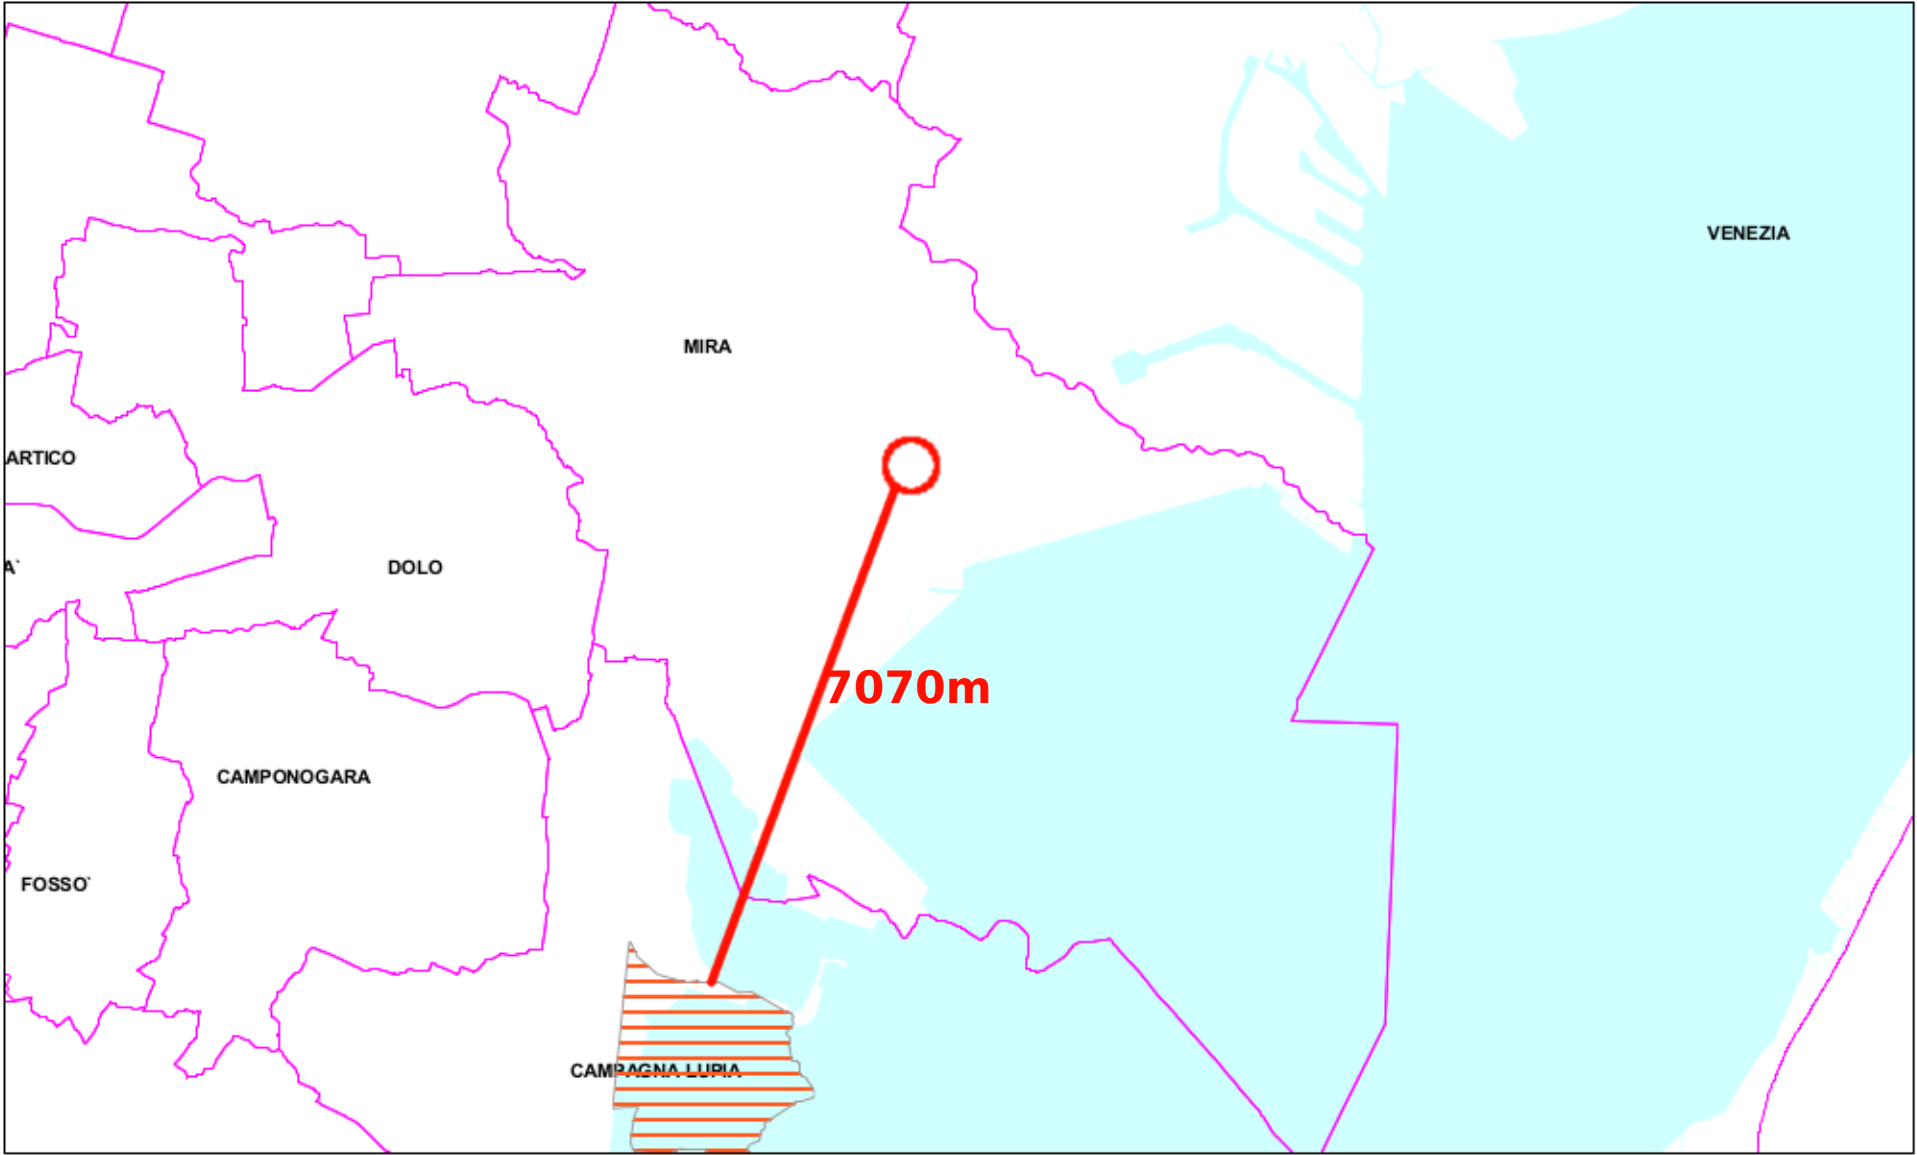 VENEZIA
MIRA
ARTICO
A`
DOLO
7070m
CAMPONOGARA
FOSSO`
CAMPAGNA LUPIA